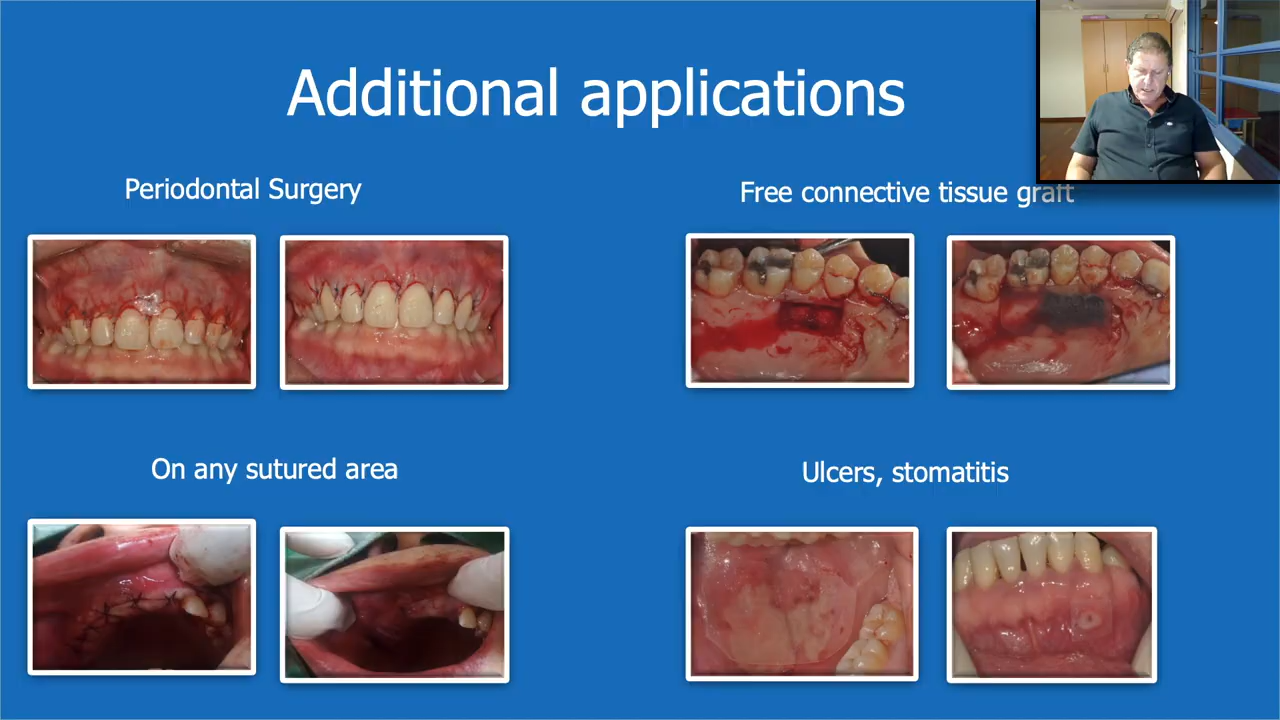 Additional applications
Periodontal Surgery
Free connective tissue graft
On any sutured area
Ulcers, stomatitis